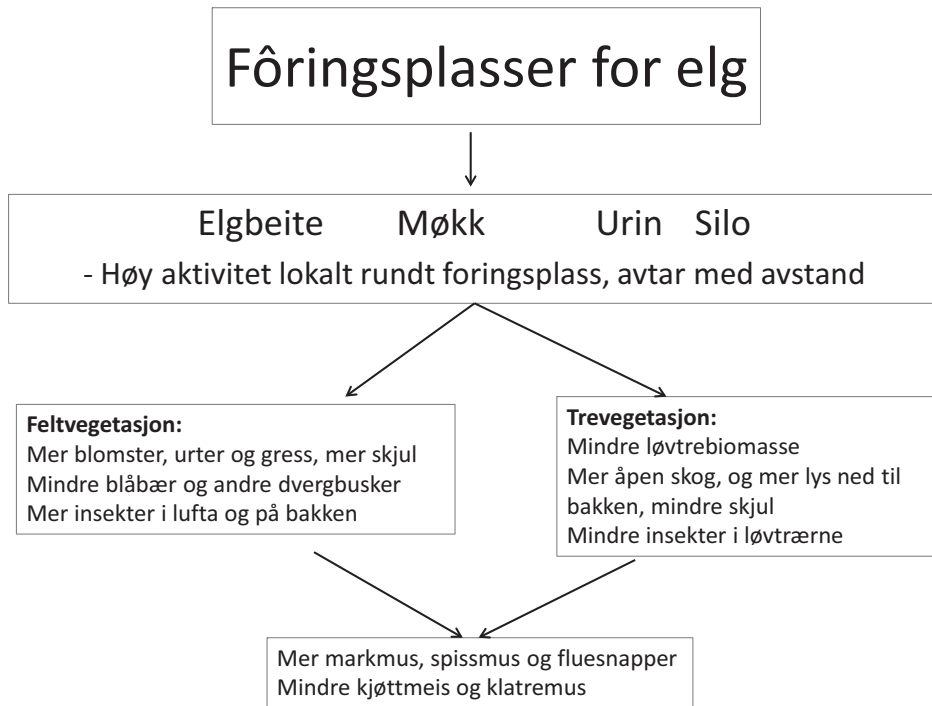 Fôringsplasser for elg
Elgbeite Møkk Urin Silo
- Høy aktivitet lokalt rundt foringsplass, avtar med avstand
Feltvegetasjon:
Mer blomster, urter og gress, mer skjul
Mindre blåbær og andre dvergbusker
Mer insekter i lufta og på bakken
Trevegetasjon:
Mindre løvtrebiomasse
Mer åpen skog, og mer lys ned til
bakken, mindre skjul
Mindre insekter i løvtrærne
Mer markmus, spissmus og fluesnapper
Mindre kjøttmeis og klatremus